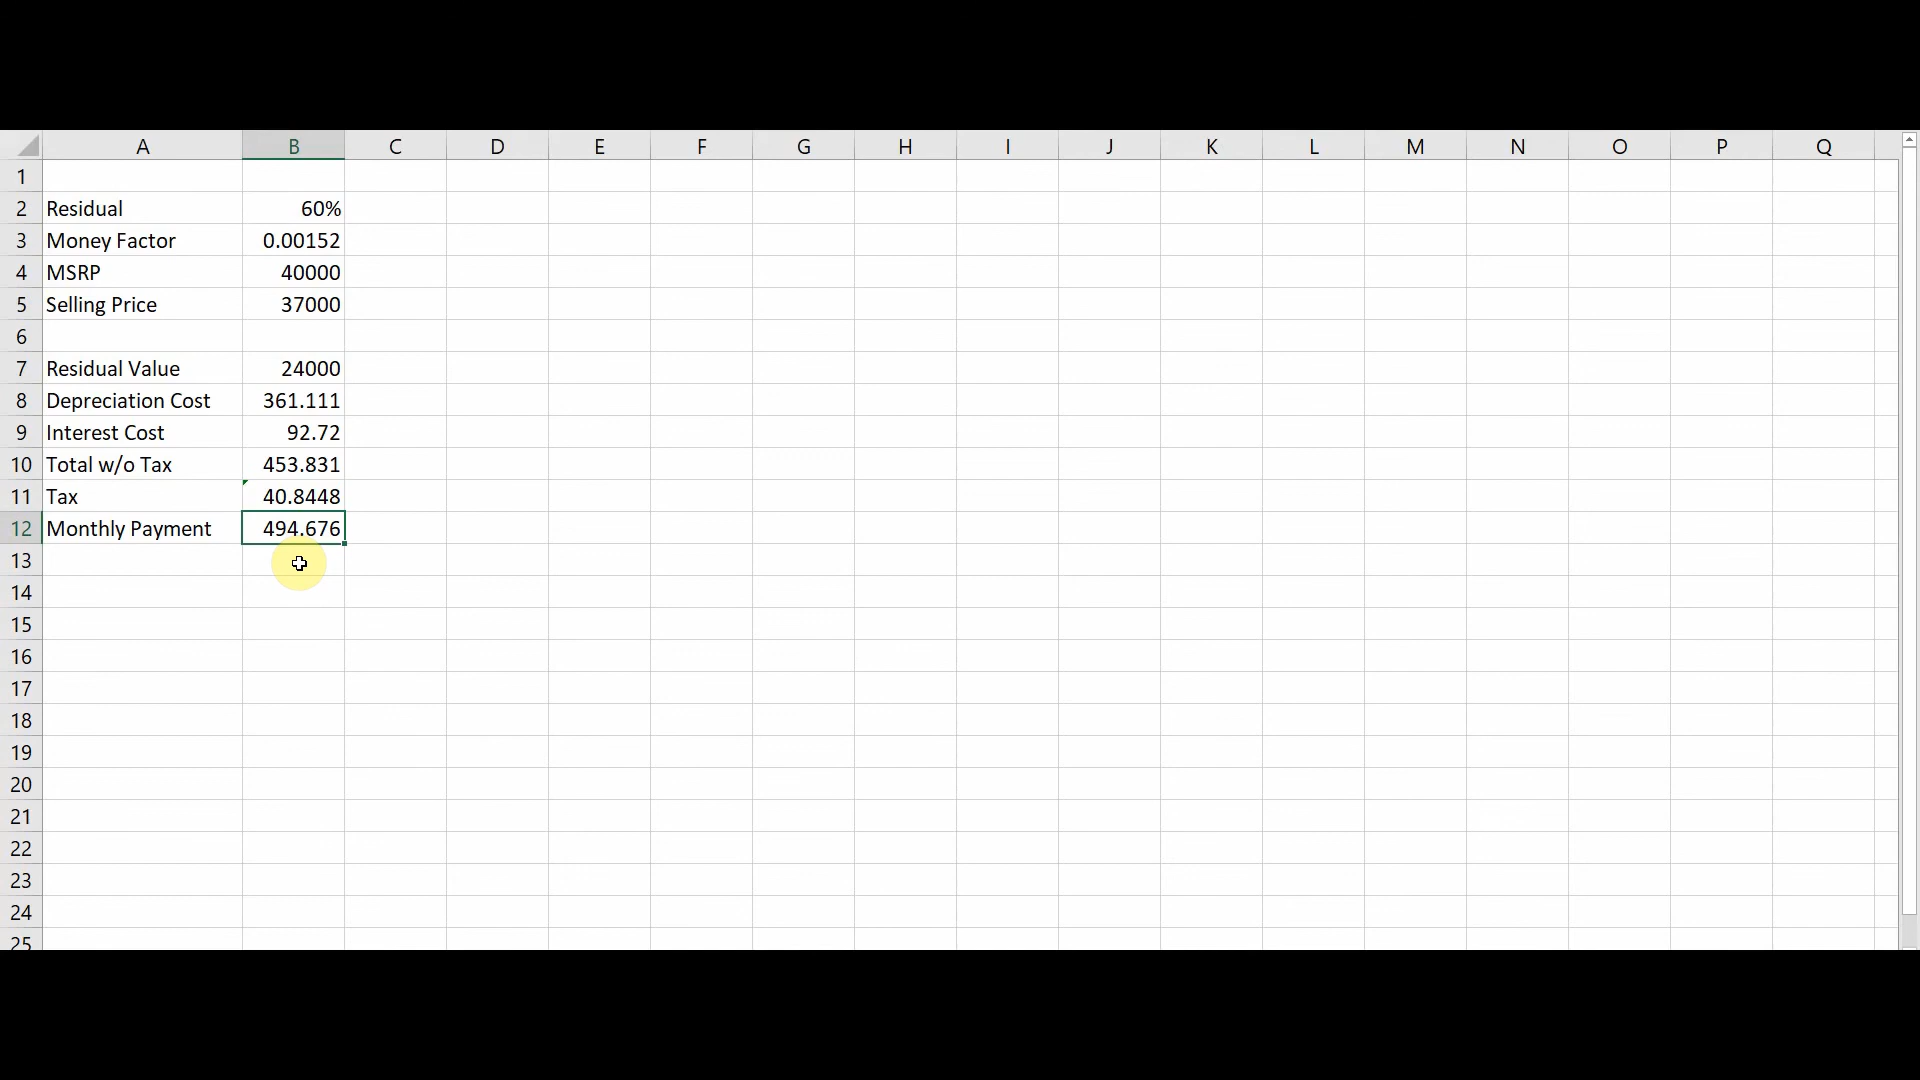 A B C D E F G H I J K L M N O P Q
1
2 Residual 60%
3 Money Factor 0.00152
4 MSRP 40000
5 Selling Price 37000
6
7 Residual Value 24000
8 Depreciation Cost 361.111
9 Interest Cost 92.72
10 Total w/o Tax 453.831
11 Tax 40.8448
12 Monthly Payment 494.676
13
14
15
16
17
18
19
20
21
22
23
24
25